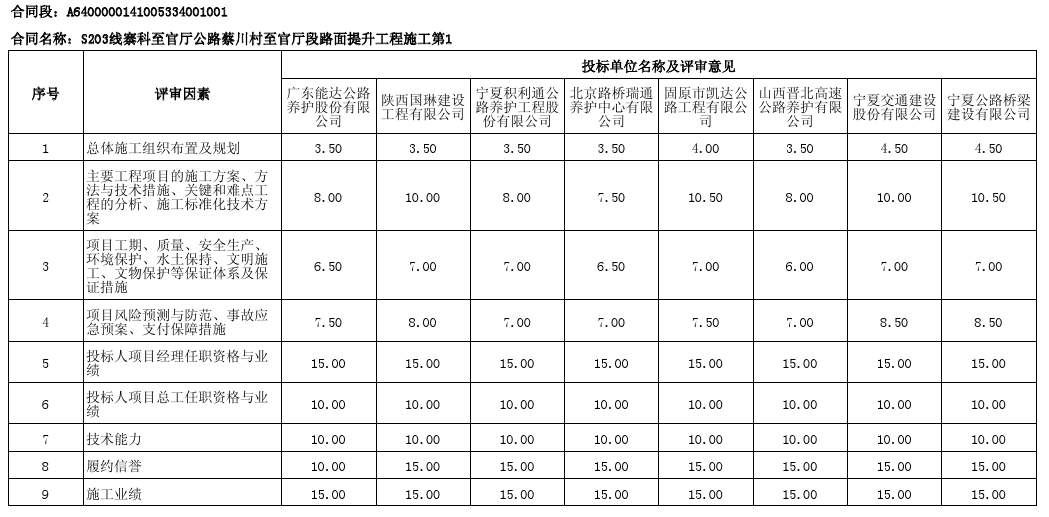 合同段：A6400000141005334001001
合同名称：S203线寨科至官厅公路蔡川村至官厅段路面提升工程施工第1
序号
评审因素
投标单位名称及评审意见
广东能达公路
养护股份有限
公司
陕西国琳建设
工程有限公司
宁夏积利通公
路养护工程股
份有限公司
北京路桥瑞通
养护中心有限
公司
固原市凯达公
路工程有限公
司
山西晋北高速
公路养护有限
公司
宁夏交通建设
股份有限公司
宁夏公路桥梁
建设有限公司
1 总体施工组织布置及规划 3.50 3.50 3.50 3.50 4.00 3.50 4.50 4.50
2
主要工程项目的施工方案、方
法与技术措施、关键和难点工
程的分析、施工标准化技术方
案
8.00 10.00 8.00 7.50 10.50 8.00 10.00 10.50
3
项目工期、质量、安全生产、
环境保护、水土保持、文明施
工、文物保护等保证体系及保
证措施
6.50 7.00 7.00 6.50 7.00 6.00 7.00 7.00
4
项目风险预测与防范、事故应
急预案、支付保障措施
7.50 8.00 7.00 7.00 7.50 7.00 8.50 8.50
5
投标人项目经理任职资格与业
绩
15.00 15.00 15.00 15.00 15.00 15.00 15.00 15.00
6
投标人项目总工任职资格与业
绩
10.00 10.00 10.00 10.00 10.00 10.00 10.00 10.00
7 技术能力 10.00 10.00 10.00 10.00 10.00 10.00 10.00 10.00
8 履约信誉 10.00 15.00 15.00 15.00 15.00 15.00 15.00 15.00
9 施工业绩 15.00 15.00 15.00 15.00 15.00 15.00 15.00 15.00